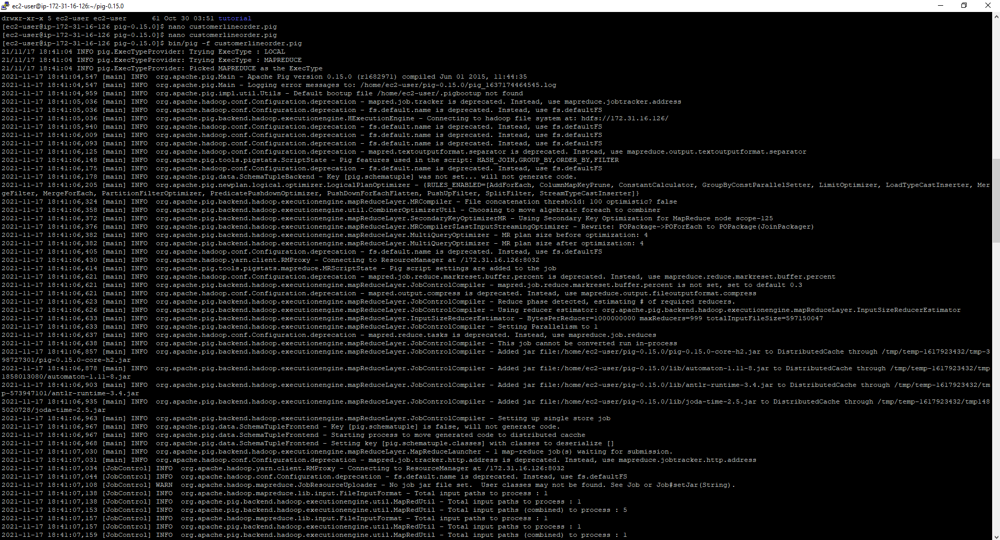 ec2-user@ip-172-31-16-126:~/pig-0.15.0
drwxr-xr-x 5 ec2-user ec2-user      61 Oct 30 03:51 tutorial
[ec2-user@ip-172-31-16-126 pig-0.15.0]$ nano customerlineorder.pig
[ec2-user@ip-172-31-16-126 pig-0.15.0]$ nano customerlineorder.pig
[ec2-user@ip-172-31-16-126 pig-0.15.0]$ bin/pig -f customerlineorder.pig
21/11/17 18:41:04 INFO pig.ExecTypeProvider: Trying ExecType : LOCAL
21/11/17 18:41:04 INFO pig.ExecTypeProvider: Trying ExecType : MAPREDUCE
21/11/17 18:41:04 INFO pig.ExecTypeProvider: Picked MAPREDUCE as the ExecType
2021-11-17 18:41:04,547 [main] INFO  org.apache.pig.Main - Apache Pig version 0.15.0 (r1682971) compiled Jun 01 2015, 11:44:35
2021-11-17 18:41:04,547 [main] INFO  org.apache.pig.Main - Logging error messages to: /home/ec2-user/pig-0.15.0/pig_1637174464545.log
2021-11-17 18:41:04,959 [main] INFO  org.apache.pig.impl.util.Utils - Default bootup file /home/ec2-user/.pigbootup not found
2021-11-17 18:41:05,036 [main] INFO  org.apache.hadoop.conf.Configuration.deprecation - mapred.job.tracker is deprecated. Instead, use mapreduce.jobtracker.address
2021-11-17 18:41:05,036 [main] INFO  org.apache.hadoop.conf.Configuration.deprecation - fs.default.name is deprecated. Instead, use fs.defaultFS
2021-11-17 18:41:05,036 [main] INFO  org.apache.pig.backend.hadoop.executionengine.HExecutionEngine - Connecting to hadoop file system at: hdfs://172.31.16.126/
2021-11-17 18:41:05,940 [main] INFO  org.apache.hadoop.conf.Configuration.deprecation - fs.default.name is deprecated. Instead, use fs.defaultFS
2021-11-17 18:41:06,009 [main] INFO  org.apache.hadoop.conf.Configuration.deprecation - fs.default.name is deprecated. Instead, use fs.defaultFS
2021-11-17 18:41:06,093 [main] INFO  org.apache.hadoop.conf.Configuration.deprecation - fs.default.name is deprecated. Instead, use fs.defaultFS
2021-11-17 18:41:06,125 [main] INFO  org.apache.hadoop.conf.Configuration.deprecation - mapred.textoutputformat.separator is deprecated. Instead, use mapreduce.output.textoutputformat.separator
2021-11-17 18:41:06,148 [main] INFO  org.apache.pig.tools.pigstats.ScriptState - Pig features used in the script: HASH_JOIN,GROUP_BY,ORDER_BY,FILTER
2021-11-17 18:41:06,175 [main] INFO  org.apache.hadoop.conf.Configuration.deprecation - fs.default.name is deprecated. Instead, use fs.defaultFS
2021-11-17 18:41:06,178 [main] INFO  org.apache.pig.data.SchemaTupleBackend - Key [pig.schematuple] was not set... will not generate code.
2021-11-17 18:41:06,205 [main] INFO  org.apache.pig.newplan.logical.optimizer.LogicalPlanOptimizer - {RULES_ENABLED=[AddForEach, ColumnMapKeyPrune, ConstantCalculator, GroupByConstParallelSetter, LimitOptimizer, LoadTypeCastInserter, Mer
geFilter, MergeForEach, PartitionFilterOptimizer, PredicatePushdownOptimizer, PushDownForEachFlatten, PushUpFilter, SplitFilter, StreamTypeCastInserter]}
2021-11-17 18:41:06,324 [main] INFO  org.apache.pig.backend.hadoop.executionengine.mapReduceLayer.MRCompiler - File concatenation threshold: 100 optimistic? false
2021-11-17 18:41:06,358 [main] INFO  org.apache.pig.backend.hadoop.executionengine.util.CombinerOptimizerUtil - Choosing to move algebraic foreach to combiner
2021-11-17 18:41:06,372 [main] INFO  org.apache.pig.backend.hadoop.executionengine.mapReduceLayer.SecondaryKeyOptimizerMR - Using Secondary Key Optimization for MapReduce node scope-125
2021-11-17 18:41:06,376 [main] INFO  org.apache.pig.backend.hadoop.executionengine.mapReduceLayer.MRCompiler$LastInputStreamingOptimizer - Rewrite: POPackage->POForEach to POPackage(JoinPackager)
2021-11-17 18:41:06,382 [main] INFO  org.apache.pig.backend.hadoop.executionengine.mapReduceLayer.MultiQueryOptimizer - MR plan size before optimization: 4
2021-11-17 18:41:06,382 [main] INFO  org.apache.pig.backend.hadoop.executionengine.mapReduceLayer.MultiQueryOptimizer - MR plan size after optimization: 4
2021-11-17 18:41:06,405 [main] INFO  org.apache.hadoop.conf.Configuration.deprecation - fs.default.name is deprecated. Instead, use fs.defaultFS
2021-11-17 18:41:06,430 [main] INFO  org.apache.hadoop.yarn.client.RMProxy - Connecting to ResourceManager at /172.31.16.126:8032
2021-11-17 18:41:06,614 [main] INFO  org.apache.pig.tools.pigstats.mapreduce.MRScriptState - Pig script settings are added to the job
2021-11-17 18:41:06,621 [main] INFO  org.apache.hadoop.conf.Configuration.deprecation - mapred.job.reduce.markreset.buffer.percent is deprecated. Instead, use mapreduce.reduce.markreset.buffer.percent
2021-11-17 18:41:06,621 [main] INFO  org.apache.pig.backend.hadoop.executionengine.mapReduceLayer.JobControlCompiler - mapred.job.reduce.markreset.buffer.percent is not set, set to default 0.3
2021-11-17 18:41:06,621 [main] INFO  org.apache.hadoop.conf.Configuration.deprecation - mapred.output.compress is deprecated. Instead, use mapreduce.output.fileoutputformat.compress
2021-11-17 18:41:06,623 [main] INFO  org.apache.pig.backend.hadoop.executionengine.mapReduceLayer.JobControlCompiler - Reduce phase detected, estimating # of required reducers.
2021-11-17 18:41:06,626 [main] INFO  org.apache.pig.backend.hadoop.executionengine.mapReduceLayer.JobControlCompiler - Using reducer estimator: org.apache.pig.backend.hadoop.executionengine.mapReduceLayer.InputSizeReducerEstimator
2021-11-17 18:41:06,633 [main] INFO  org.apache.pig.backend.hadoop.executionengine.mapReduceLayer.InputSizeReducerEstimator - BytesPerReducer=1000000000 maxReducers=999 totalInputFileSize=597150047
2021-11-17 18:41:06,633 [main] INFO  org.apache.pig.backend.hadoop.executionengine.mapReduceLayer.JobControlCompiler - Setting Parallelism to 1
2021-11-17 18:41:06,637 [main] INFO  org.apache.hadoop.conf.Configuration.deprecation - mapred.reduce.tasks is deprecated. Instead, use mapreduce.job.reduces
2021-11-17 18:41:06,638 [main] INFO  org.apache.pig.backend.hadoop.executionengine.mapReduceLayer.JobControlCompiler - This job cannot be converted run in-process
2021-11-17 18:41:06,857 [main] INFO  org.apache.pig.backend.hadoop.executionengine.mapReduceLayer.JobControlCompiler - Added jar file:/home/ec2-user/pig-0.15.0/pig-0.15.0-core-h2.jar to DistributedCache through /tmp/temp-1617923432/tmp-3
98727301/pig-0.15.0-core-h2.jar
2021-11-17 18:41:06,878 [main] INFO  org.apache.pig.backend.hadoop.executionengine.mapReduceLayer.JobControlCompiler - Added jar file:/home/ec2-user/pig-0.15.0/lib/automaton-1.11-8.jar to DistributedCache through /tmp/temp-1617923432/tmp
1858013080/automaton-1.11-8.jar
2021-11-17 18:41:06,903 [main] INFO  org.apache.pig.backend.hadoop.executionengine.mapReduceLayer.JobControlCompiler - Added jar file:/home/ec2-user/pig-0.15.0/lib/antlr-runtime-3.4.jar to DistributedCache through /tmp/temp-1617923432/tm
p-573947101/antlr-runtime-3.4.jar
2021-11-17 18:41:06,935 [main] INFO  org.apache.pig.backend.hadoop.executionengine.mapReduceLayer.JobControlCompiler - Added jar file:/home/ec2-user/pig-0.15.0/lib/joda-time-2.5.jar to DistributedCache through /tmp/temp-1617923432/tmp148
5020728/joda-time-2.5.jar
2021-11-17 18:41:06,963 [main] INFO  org.apache.pig.backend.hadoop.executionengine.mapReduceLayer.JobControlCompiler - Setting up single store job
2021-11-17 18:41:06,967 [main] INFO  org.apache.pig.data.SchemaTupleFrontend - Key [pig.schematuple] is false, will not generate code.
2021-11-17 18:41:06,967 [main] INFO  org.apache.pig.data.SchemaTupleFrontend - Starting process to move generated code to distributed cacche
2021-11-17 18:41:06,968 [main] INFO  org.apache.pig.data.SchemaTupleFrontend - Setting key [pig.schematuple.classes] with classes to deserialize []
2021-11-17 18:41:07,030 [main] INFO  org.apache.pig.backend.hadoop.executionengine.mapReduceLayer.MapReduceLauncher - 1 map-reduce job(s) waiting for submission.
2021-11-17 18:41:07,031 [main] INFO  org.apache.hadoop.conf.Configuration.deprecation - mapred.job.tracker.http.address is deprecated. Instead, use mapreduce.jobtracker.http.address
2021-11-17 18:41:07,034 [JobControl] INFO  org.apache.hadoop.yarn.client.RMProxy - Connecting to ResourceManager at /172.31.16.126:8032
2021-11-17 18:41:07,044 [JobControl] INFO  org.apache.hadoop.conf.Configuration.deprecation - fs.default.name is deprecated. Instead, use fs.defaultFS
2021-11-17 18:41:07,108 [JobControl] WARN  org.apache.hadoop.mapreduce.JobResourceUploader - No job jar file set.  User classes may not be found. See Job or Job#setJar(String).
2021-11-17 18:41:07,138 [JobControl] INFO  org.apache.hadoop.mapreduce.lib.input.FileInputFormat - Total input paths to process : 1
2021-11-17 18:41:07,138 [JobControl] INFO  org.apache.pig.backend.hadoop.executionengine.util.MapRedUtil - Total input paths to process : 1
2021-11-17 18:41:07,153 [JobControl] INFO  org.apache.pig.backend.hadoop.executionengine.util.MapRedUtil - Total input paths (combined) to process : 5
2021-11-17 18:41:07,157 [JobControl] INFO  org.apache.hadoop.mapreduce.lib.input.FileInputFormat - Total input paths to process : 1
2021-11-17 18:41:07,157 [JobControl] INFO  org.apache.pig.backend.hadoop.executionengine.util.MapRedUtil - Total input paths to process : 1
2021-11-17 18:41:07,159 [JobControl] INFO  org.apache.pig.backend.hadoop.executionengine.util.MapRedUtil - Total input paths (combined) to process : 1